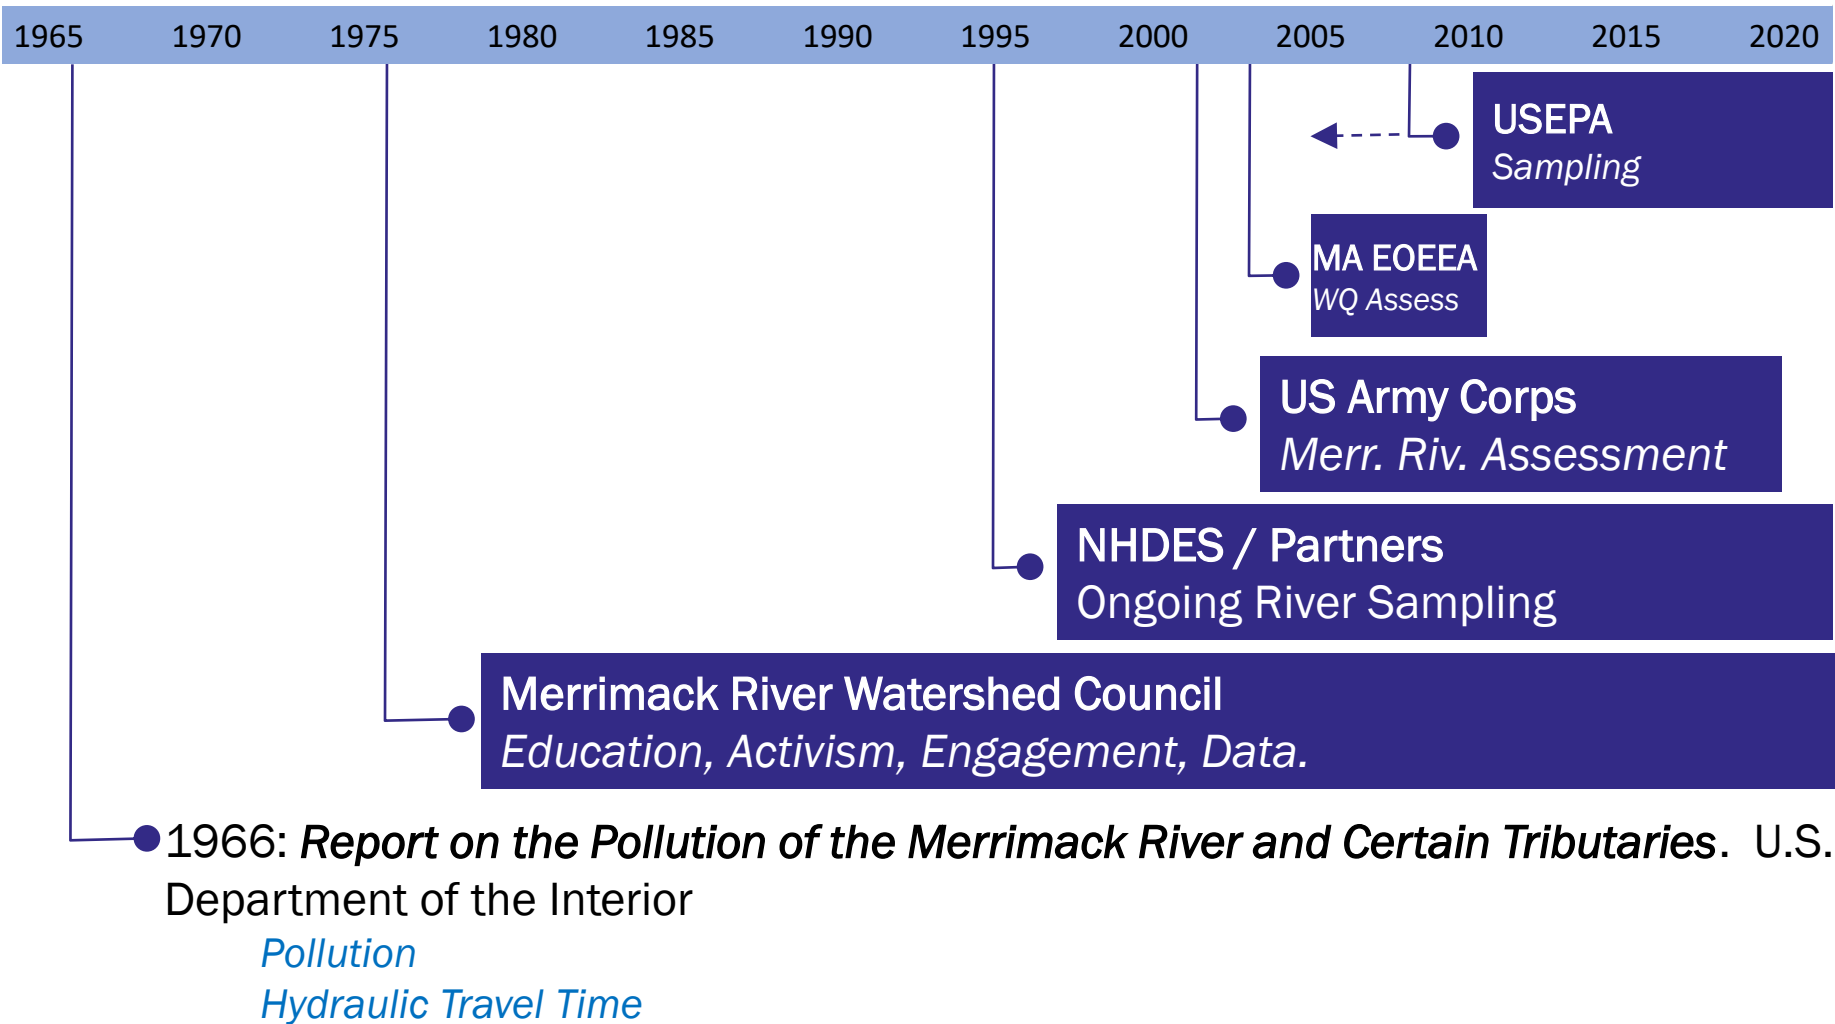 1965 1970 1975 1980 1985 1990 1995 2000 2005 2010 2015 2020
USEPA
Sampling
MA EOEEA
WQ Assess
US Army Corps
Merr. Riv. Assessment
NHDES / Partners
Ongoing River Sampling
Merrimack River Watershed Council
Education, Activism, Engagement, Data.
1966: Report on the Pollution of the Merrimack River and Certain Tributaries. U.S.
Department of the Interior
Pollution
Hydraulic Travel Time